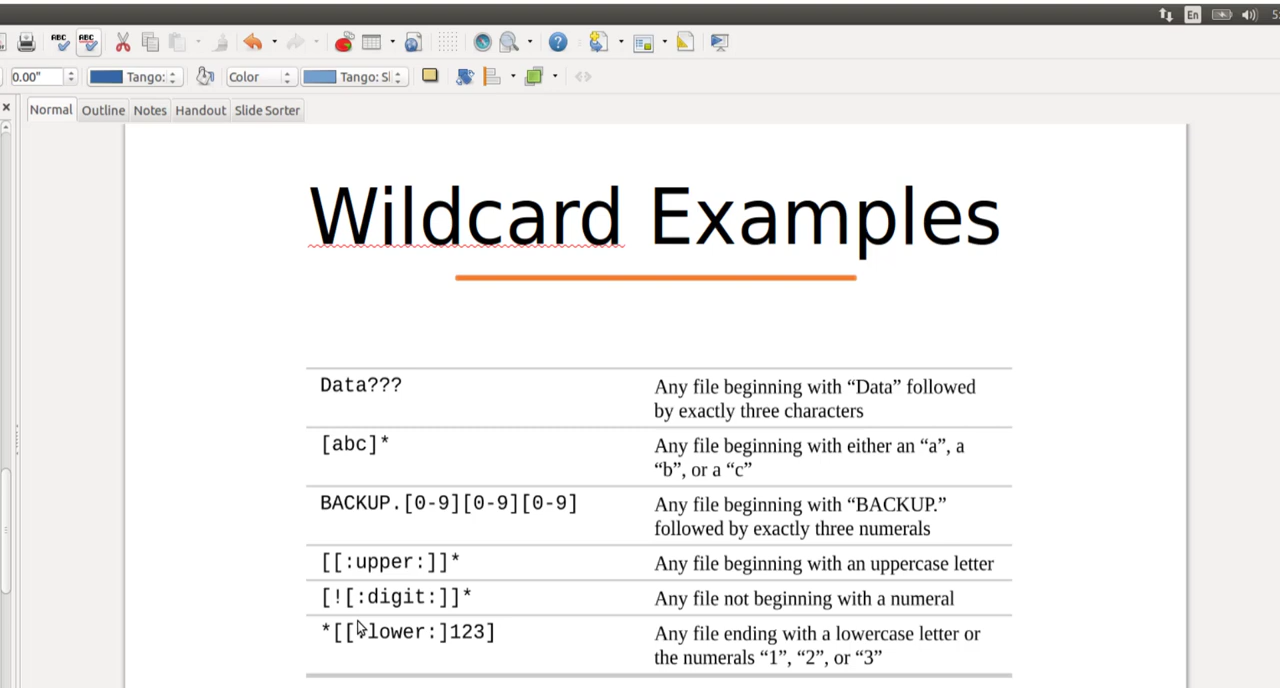 En
5
ABC ABC
0.00" Tango: Color Tango: Sl
Normal Outline Notes Handout Slide Sorter
Wildcard Examples
Data??? Any file beginning with “Data” followed
by exactly three characters
[abc]* Any file beginning with either an “a”, a
“b”, or a “c”
BACKUP.[0-9][0-9][0-9] Any file beginning with “BACKUP.”
followed by exactly three numerals
[[:upper:]]* Any file beginning with an uppercase letter
[![:digit:]]* Any file not beginning with a numeral
*[[:lower:]123] Any file ending with a lowercase letter or
the numerals “1”, “2”, or “3”